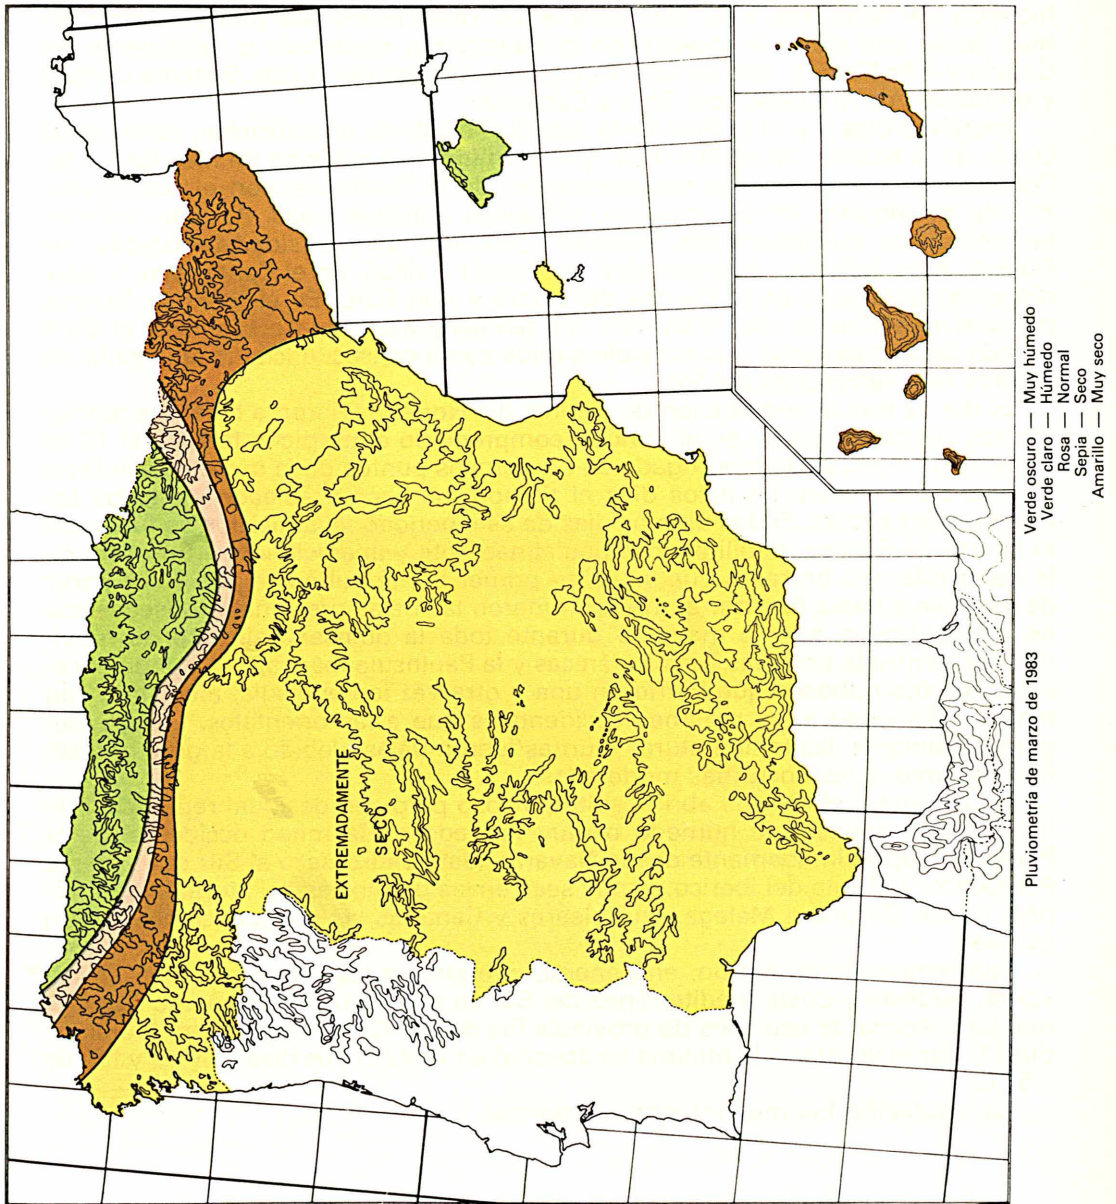 EXTREMADAMENTE
SECO
Pluviometría de marzo de 1983
Verde oscuro — Muy húmedo
Verde claro — Húmedo
Rosa — Normal
Sepia — Seco
Amarillo — Muy seco